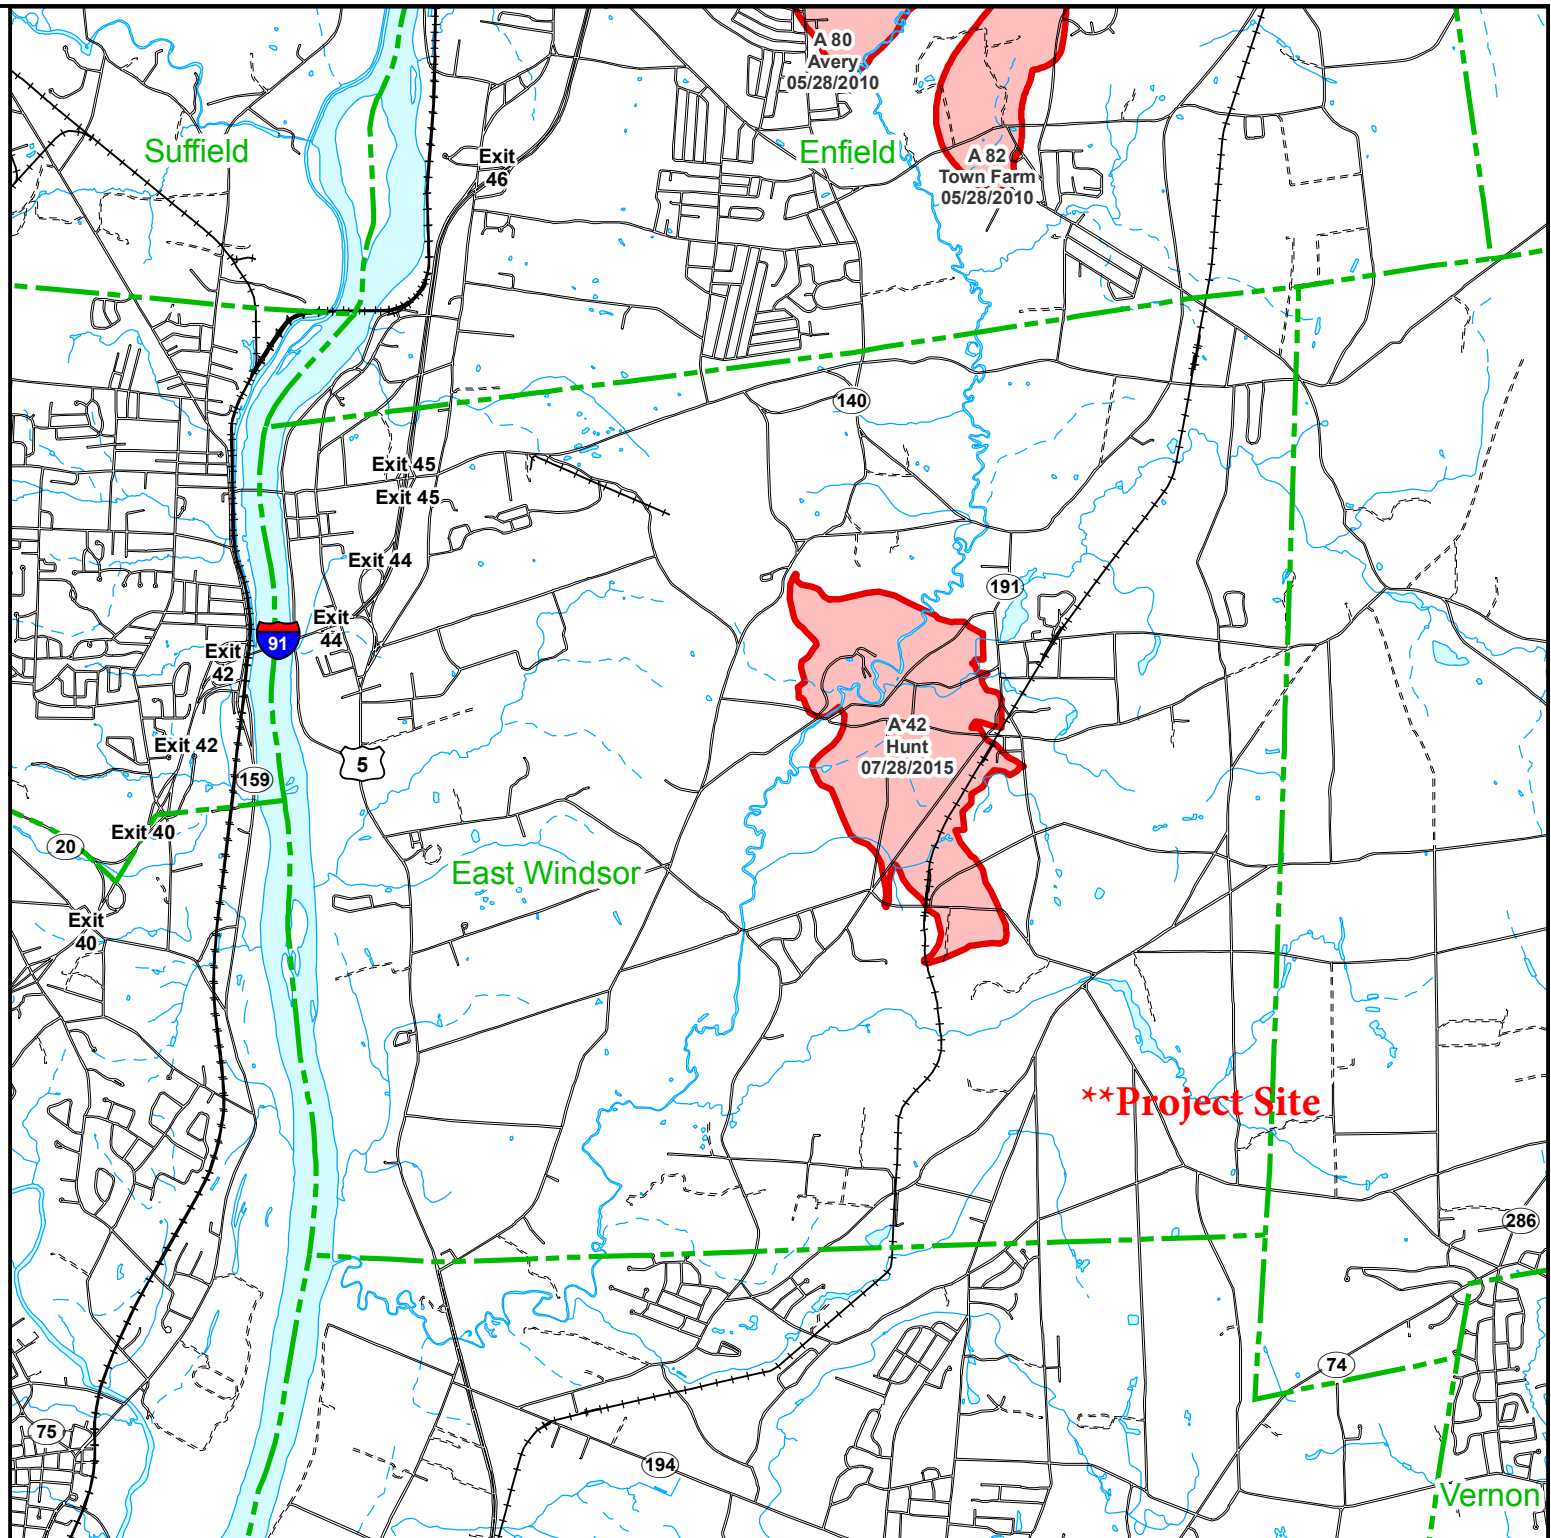 A 80
Avery
05/28/2010
Suffield
Enfield
Exit
46
A 82
Town Farm
05/28/2010
140
Exit 45
Exit 45
Exit 44
191
Exit
44
91
Exit
42
A 42
Hunt
07/28/2015
Exit 42
5
159
Exit 40
20
East Windsor
Exit
40
**Project Site
286
74
75
194
Vernon